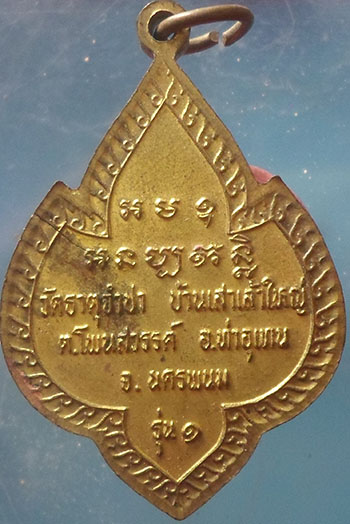 วัดธาตุจำปา บ้านเสาเล้าใหญ่
ต.โพนสวรรค์ อ.ท่าอุเทน
จ.นครพนม
รุ่น ๑